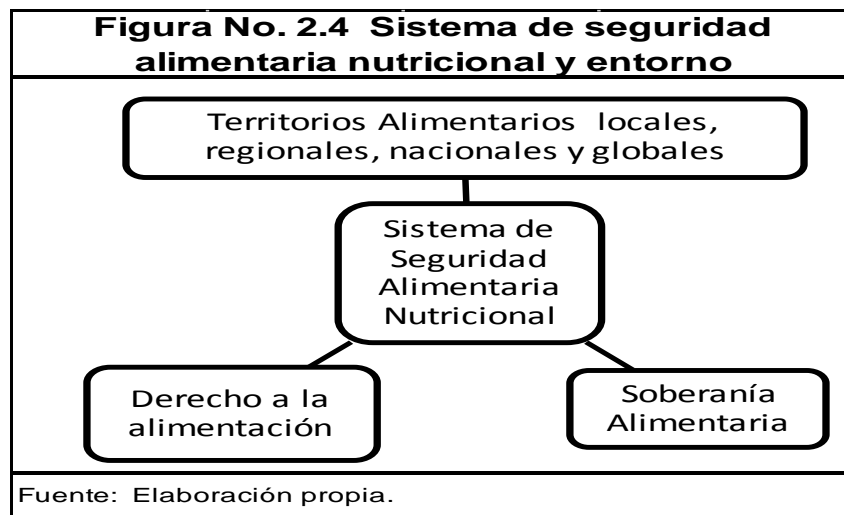 Figura No. 2.4 Sistema de seguridad
alimentaria nutricional y entorno
Territorios Alimentarios locales,
regionales, nacionales y globales
Sistema de
Seguridad
Alimentaria
Nutricional
Derecho a la
alimentación
Soberanía
Alimentaria
Fuente: Elaboración propia.